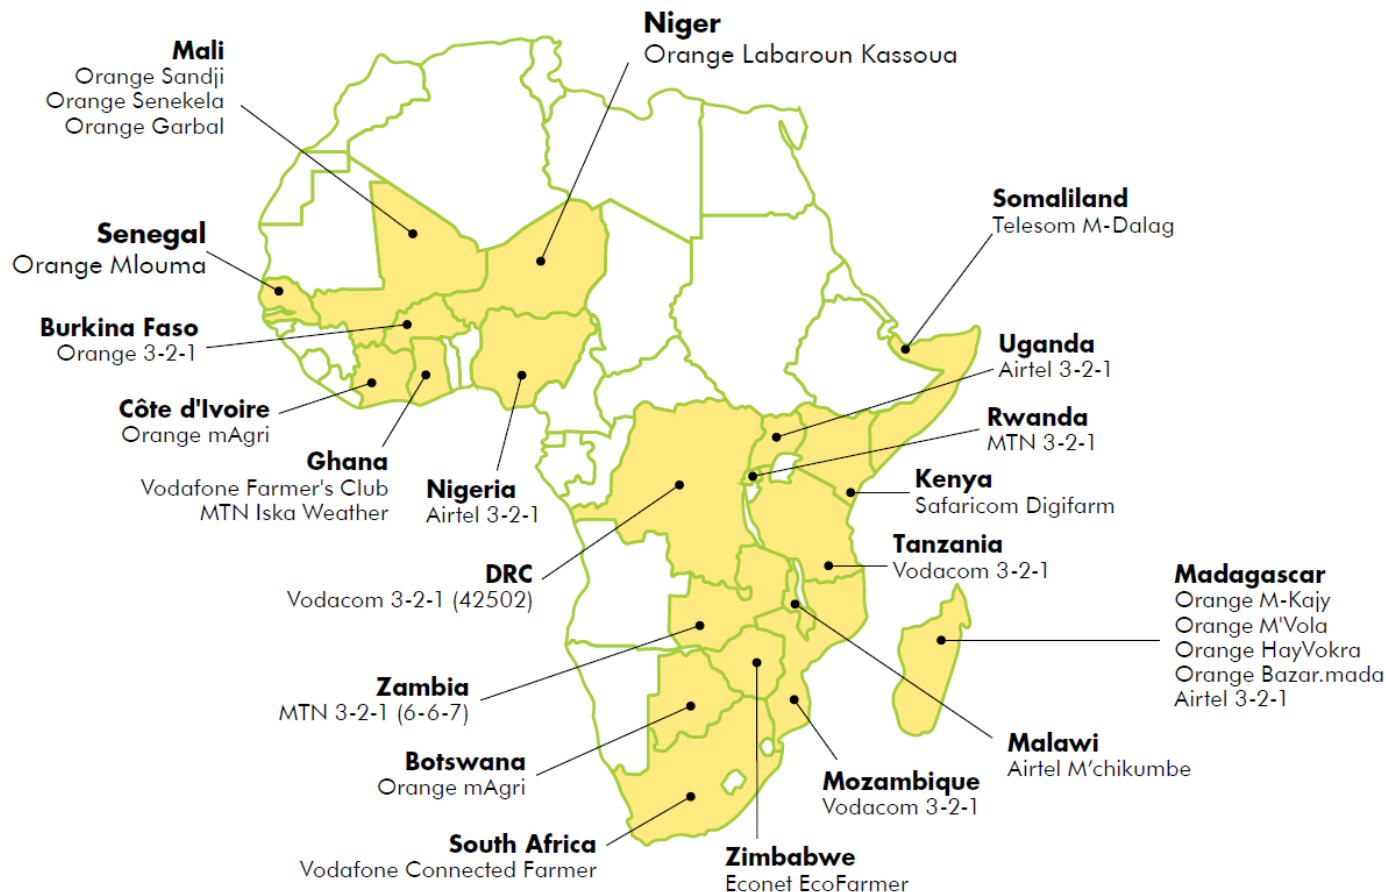 Niger
Orange Labaroun Kassoua
Mali
Orange Sandji
Orange Senekela
Orange Garbal
Somaliland
Telesom M-Dalag
Senegal
Orange Mlouma
Burkina Faso
Orange 3-2-1
Uganda
Airtel 3-2-1
Côte d'Ivoire
Orange mAgri
Rwanda
MTN 3-2-1
Ghana
Vodafone Farmer's Club
MTN Iska Weather
Nigeria
Airtel 3-2-1
Kenya
Safaricom Digifarm
Tanzania
Vodacom 3-2-1
DRC
Vodacom 3-2-1 (42502)
Madagascar
Orange M-Kajy
Orange M'Vola
Orange HayVokra
Orange Bazar.mada
Airtel 3-2-1
Zambia
MTN 3-2-1 (6-6-7)
Malawi
Airtel M’chikumbe
Botswana
Orange mAgri
Mozambique
Vodacom 3-2-1
South Africa
Vodafone Connected Farmer
Zimbabwe
Econet EcoFarmer